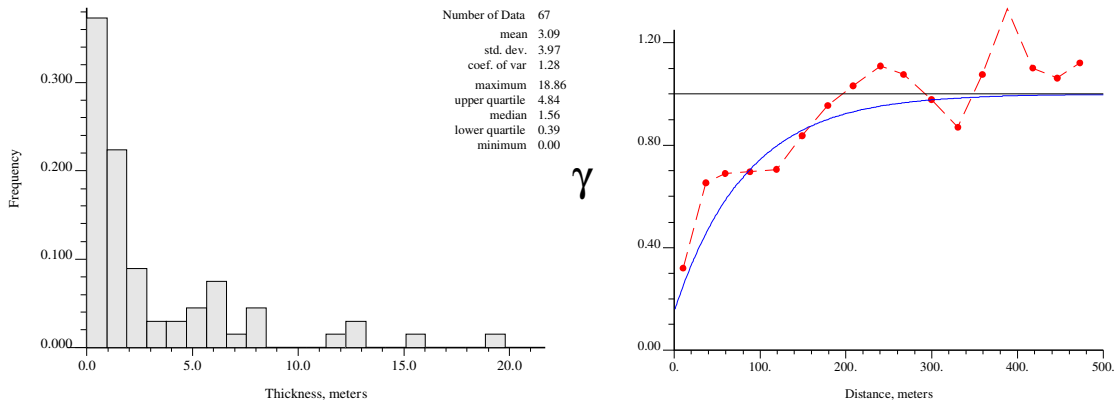 Number of Data 67
mean 3.09
std. dev. 3.97
coef. of var 1.28
maximum 18.86
upper quartile 4.84
median 1.56
lower quartile 0.39
minimum 0.00
Frequency
0.300
0.200
0.100
0.000
0.0 5.0 10.0 15.0 20.0
Thickness, meters
γ
1.20
0.80
0.40
0.00
0. 100. 200. 300. 400. 500.
Distance, meters